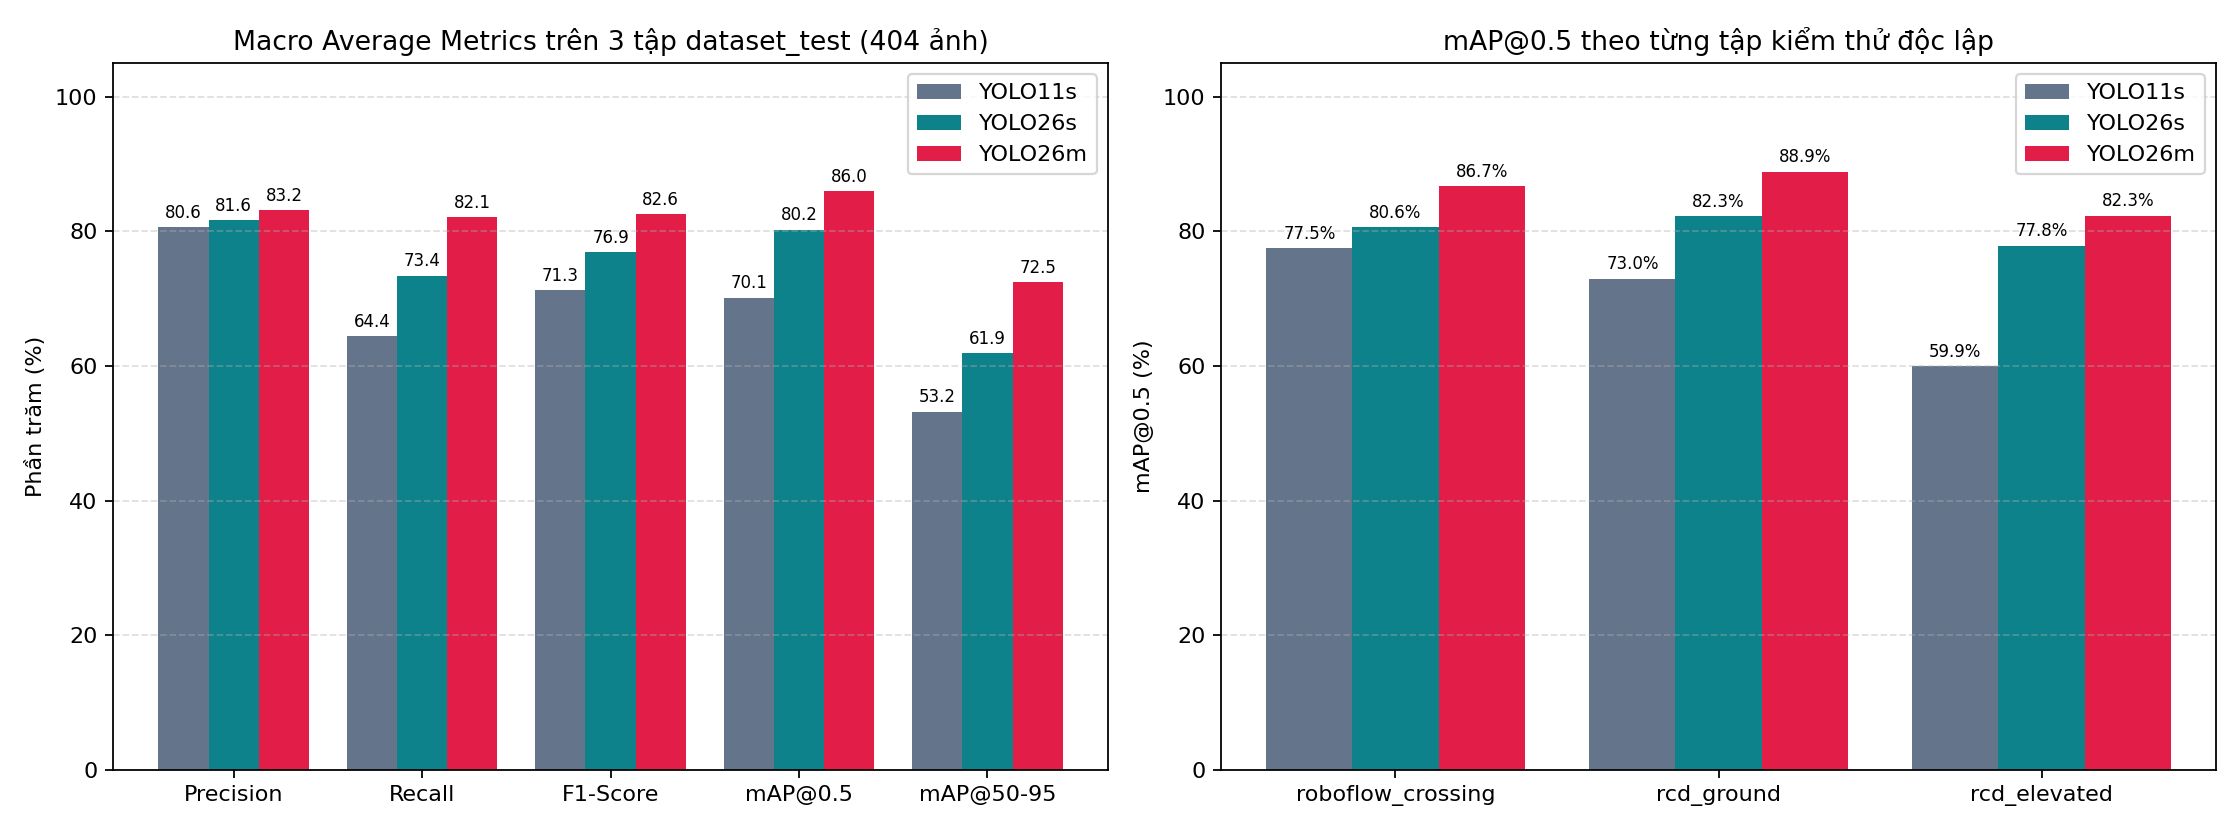 Macro Average Metrics trên 3 tập dataset_test (404 ảnh)
YOLO11s
YOLO26s
YOLO26m
Phần trăm (%)
100
80
60
40
20
0
80.6 81.6 83.2
64.4 73.4 82.1
71.3 76.9 82.6
70.1 80.2 86.0
53.2 61.9 72.5
Precision Recall F1-Score mAP@0.5 mAP@50-95
mAP@0.5 theo từng tập kiểm thử độc lập
YOLO11s
YOLO26s
YOLO26m
mAP@0.5 (%)
100
80
60
40
20
0
77.5% 80.6% 86.7%
73.0% 82.3% 88.9%
59.9% 77.8% 82.3%
roboflow_crossing rcd_ground rcd_elevated